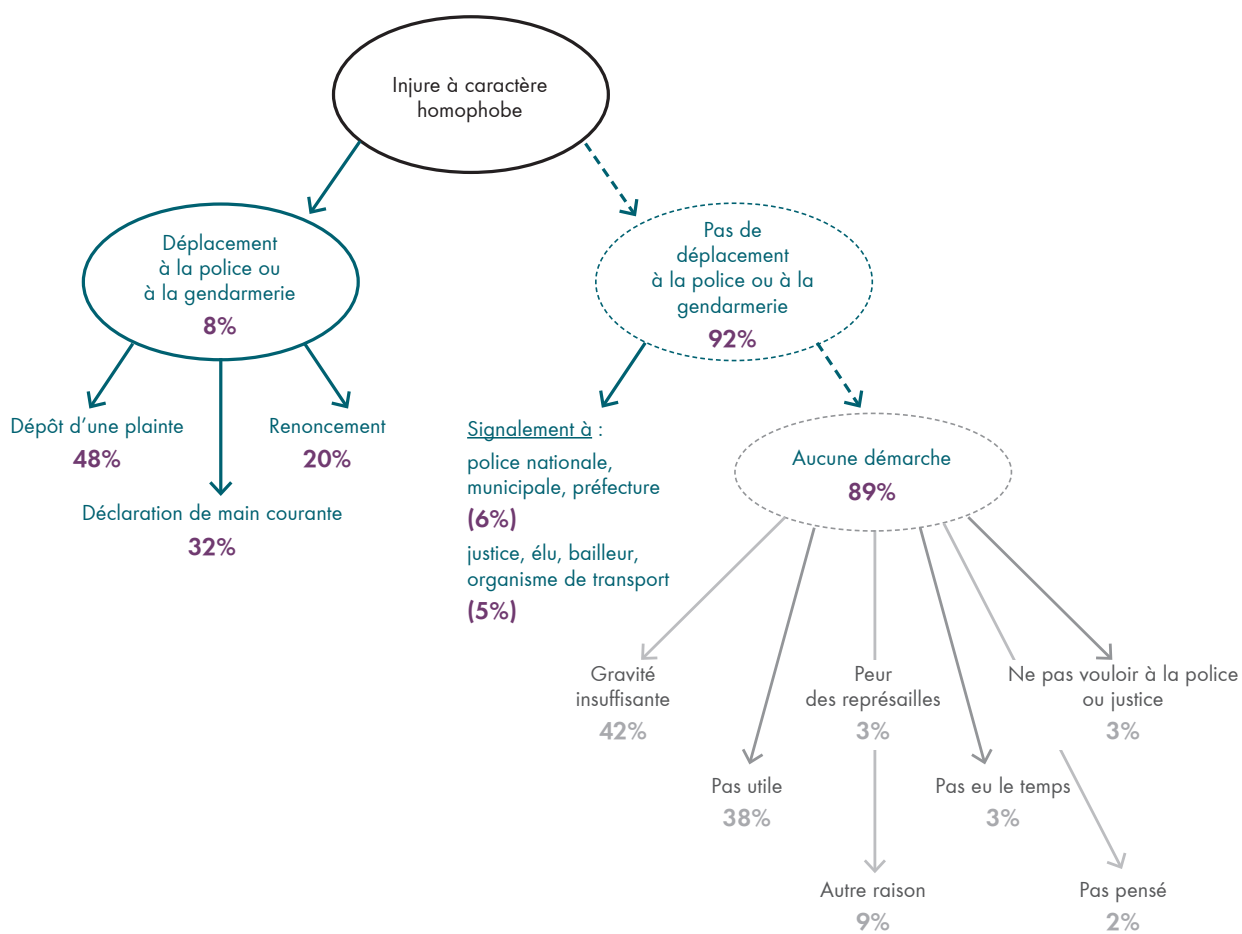 Injure à caractère
homophobe
Déplacement
à la police ou
à la gendarmerie
8%
Pas de
déplacement
à la police ou à la
gendarmerie
92%
Dépôt d’une plainte
48%
Renoncement
20%
Déclaration de main courante
32%
Signalement à :
police nationale,
municipale, préfecture
(6%)
justice, élu, bailleur,
organisme de transport
(5%)
Aucune démarche
89%
Gravité
insuffisante
42%
Peur
des représailles
3%
Ne pas vouloir à la police
ou justice
3%
Pas utile
38%
Pas eu le temps
3%
Autre raison
9%
Pas pensé
2%